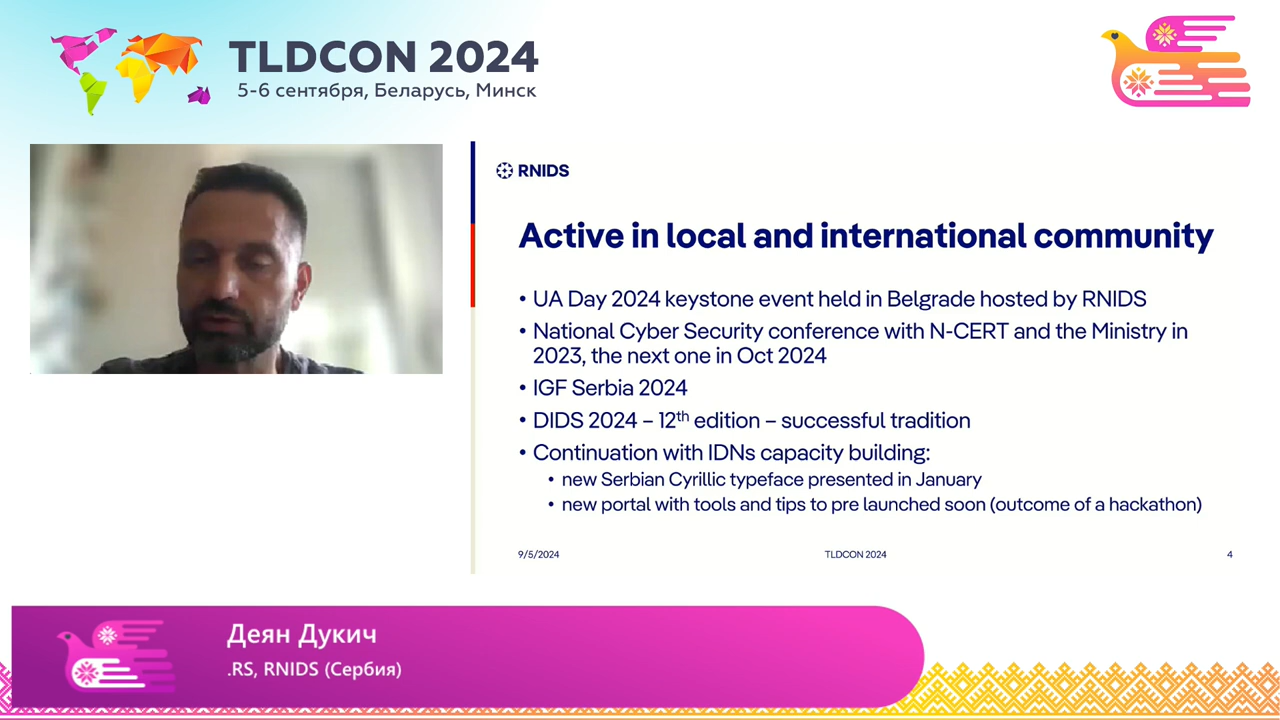 TLDCON 2024
5-6 сентября, Беларусь, Минск
RNIDS
Active in local and international community
• UA Day 2024 keystone event held in Belgrade hosted by RNIDS
• National Cyber Security conference with N-CERT and the Ministry in
2023, the next one in Oct 2024
• IGF Serbia 2024
• DIDS 2024 – 12th edition – successful tradition
• Continuation with IDNs capacity building:
• new Serbian Cyrillic typeface presented in January
• new portal with tools and tips to pre launched soon (outcome of a hackathon)
9/5/2024
TLDCON 2024
4
Деян Дукич
.RS, RNIDS (Сербия)